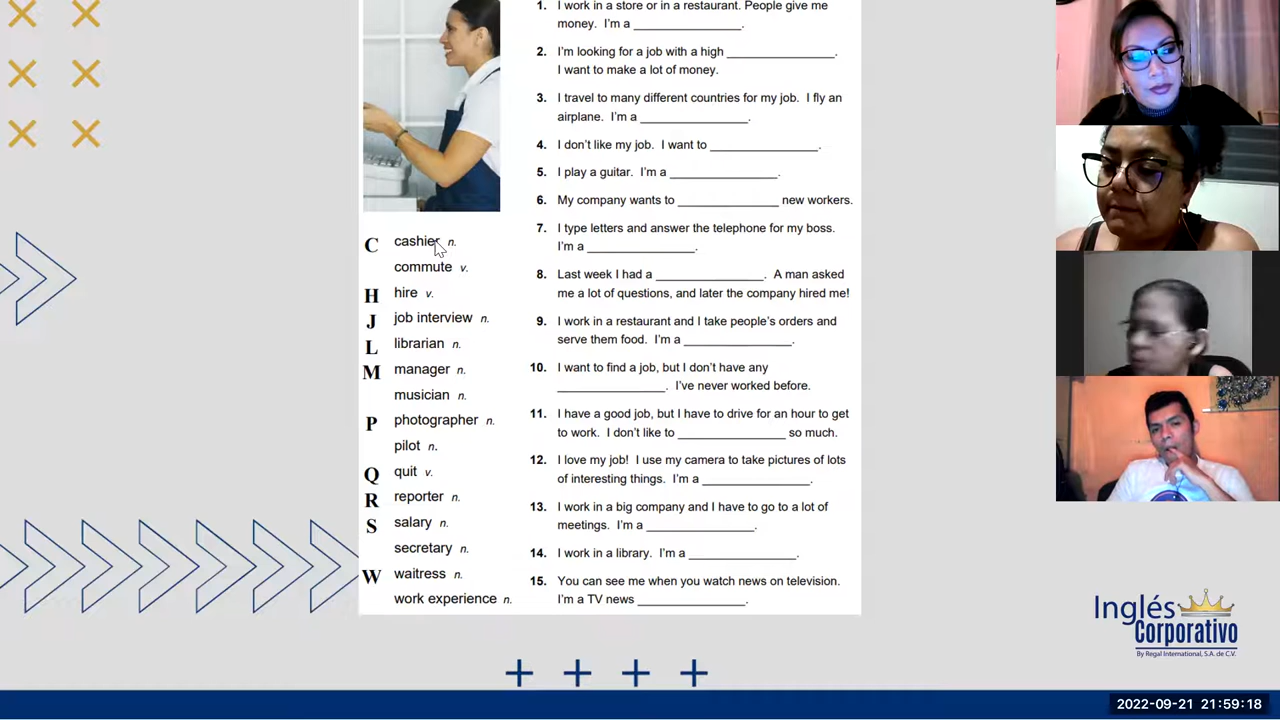 1. I work in a store or in a restaurant. People give me
money. I'm a ________________.
2. I'm looking for a job with a high ________________.
I want to make a lot of money.
3. I travel to many different countries for my job. I fly an
airplane. I'm a ________________.
4. I don't like my job. I want to ________________.
5. I play a guitar. I'm a ________________.
6. My company wants to _______________ new workers.
7. I type letters and answer the telephone for my boss.
I'm a ________________.
8. Last week I had a ________________. A man asked
me a lot of questions, and later the company hired me!
9. I work in a restaurant and I take people's orders and
serve them food. I'm a ________________.
10. I want to find a job, but I don't have any
________________. I've never worked before.
11. I have a good job, but I have to drive for an hour to get
to work. I don't like to ________________ so much.
12. I love my job! I use my camera to take pictures of lots
of interesting things. I'm a ________________.
13. I work in a big company and I have to go to a lot of
meetings. I'm a ________________.
14. I work in a library. I'm a ________________.
15. You can see me when you watch news on television.
I'm a TV news ________________.
C cashier n.
commute v.
H hire v.
J job interview n.
L librarian n.
M manager n.
musician n.
P photographer n.
pilot n.
Q quit v.
R reporter n.
S salary n.
secretary n.
W waitress n.
work experience n.
Inglés
Corporativo
By Regal International, S.A. de C.V.
2022-09-21 21:59:18